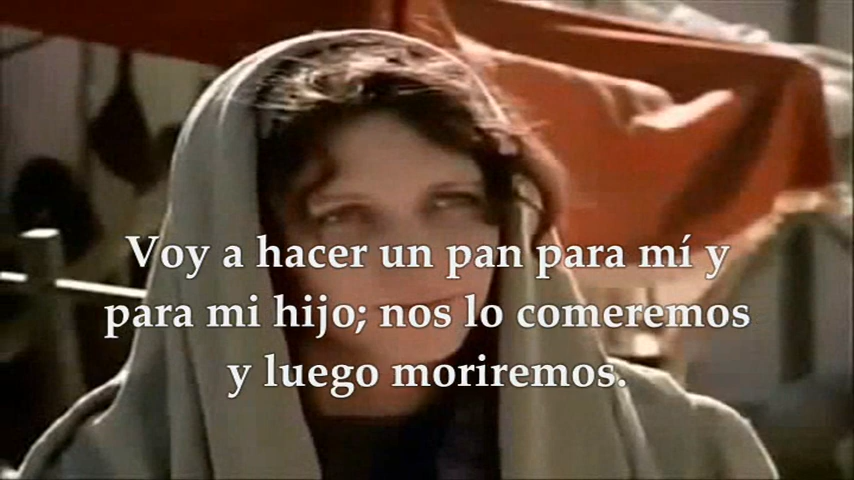 Voy a hacer un pan para mí y
para mi hijo; nos lo comeremos
y luego moriremos.